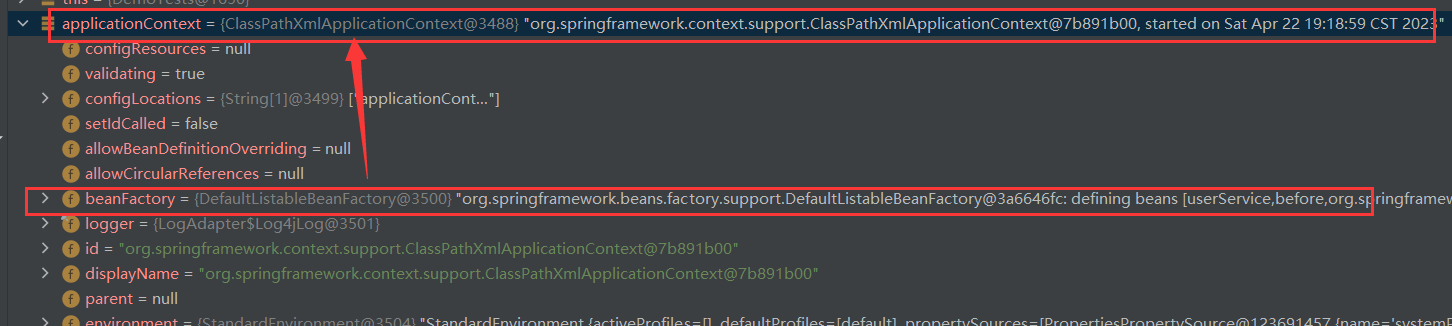 this = {DemoTests@1850}
applicationContext = {ClassPathXmlApplicationContext@3488} "org.springframework.context.support.ClassPathXmlApplicationContext@7b891b00, started on Sat Apr 22 19:18:59 CST 2023"
f configResources = null
f validating = true
f configLocations = {String[1]@3499} ["applicationCont..."]
f setIdCalled = false
f allowBeanDefinitionOverriding = null
f allowCircularReferences = null
f beanFactory = {DefaultListableBeanFactory@3500} "org.springframework.beans.factory.support.DefaultListableBeanFactory@3a6646fc: defining beans [userService,before,org.springframew
f logger = {LogAdapter$Log4jLog@3501}
f id = "org.springframework.context.support.ClassPathXmlApplicationContext@7b891b00"
f displayName = "org.springframework.context.support.ClassPathXmlApplicationContext@7b891b00"
f parent = null
f environment = {StandardEnvironment@3504} "StandardEnvironment {activeProfiles=[], defaultProfiles=[default], propertySources=[PropertiesPropertySource@123691457 {name='system